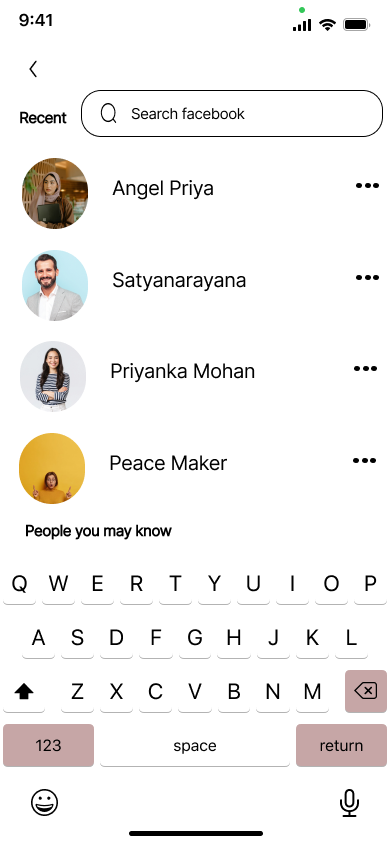 9:41
Search facebook
Recent
Angel Priya
Satyanarayana
Priyanka Mohan
Peace Maker
People you may know
Q W E R T Y U I O P
A S D F G H J K L
Z X C V B N M
123 space return